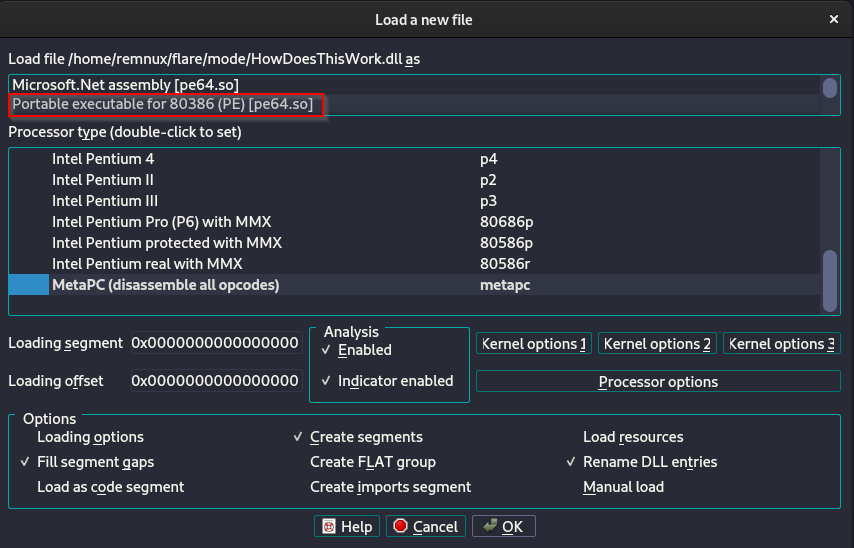 Load a new file
×
Load file /home/remnux/flare/mode/HowDoesThisWork.dll as
Microsoft.Net assembly [pe64.so]
Portable executable for 80386 (PE) [pe64.so]
Processor type (double-click to set)
Intel Pentium 4 p4
Intel Pentium II p2
Intel Pentium III p3
Intel Pentium Pro (P6) with MMX 80686p
Intel Pentium protected with MMX 80586p
Intel Pentium real with MMX 80586r
MetaPC (disassemble all opcodes) metapc
Loading segment 0x0000000000000000
Loading offset 0x0000000000000000
Analysis
✓ Enabled
✓ Indicator enabled
Kernel options 1 Kernel options 2 Kernel options 3
Processor options
Options
Loading options ✓ Create segments Load resources
✓ Fill segment gaps Create FLAT group ✓ Rename DLL entries
Load as code segment Create imports segment Manual load
Help Cancel OK